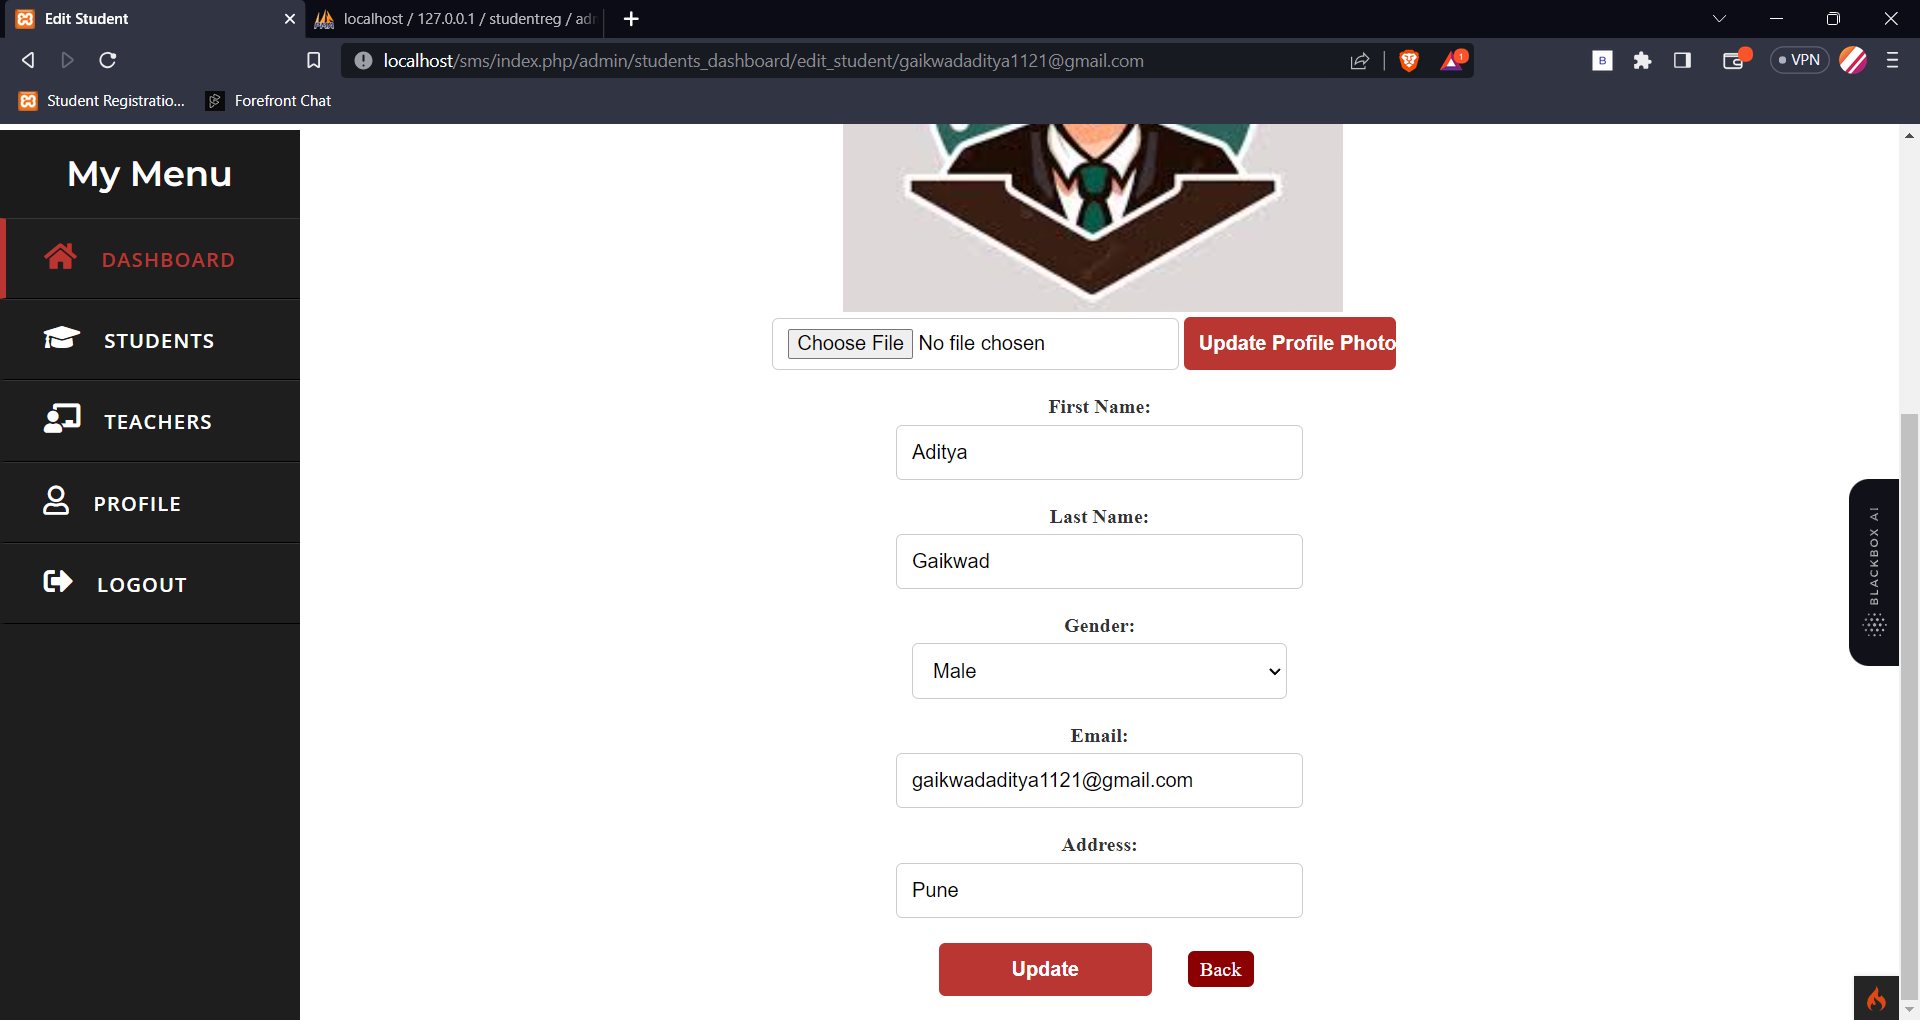 Edit Student
localhost / 127.0.0.1 / studentreg / adr
localhost/sms/index.php/admin/students_dashboard/edit_student/gaikwadaditya1121@gmail.com
1
B
VPN
Student Registratio...
Forefront Chat
My Menu
DASHBOARD
STUDENTS
TEACHERS
PROFILE
LOGOUT
Choose File No file chosen
Update Profile Photo
First Name:
Aditya
Last Name:
Gaikwad
Gender:
Male
Email:
gaikwadaditya1121@gmail.com
Address:
Pune
Update
Back
BLACKBOX AI